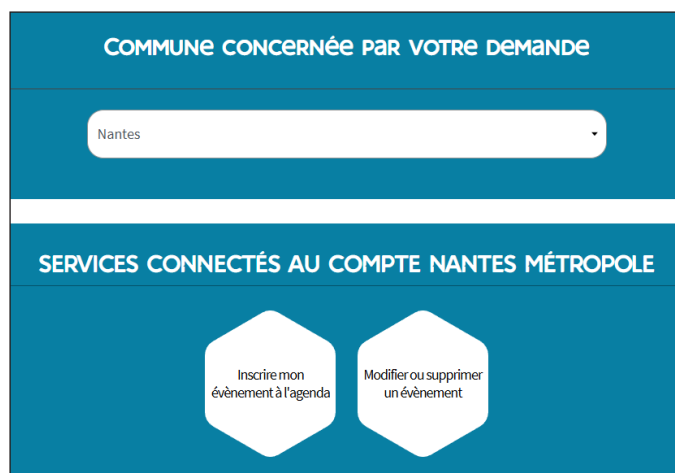 Commune concernée par votre demande
Nantes
SERVICES CONNECTÉS AU COMPTE NANTES MÉTROPOLE
Inscrire mon
évènement à l'agenda
Modifier ou supprimer
un évènement